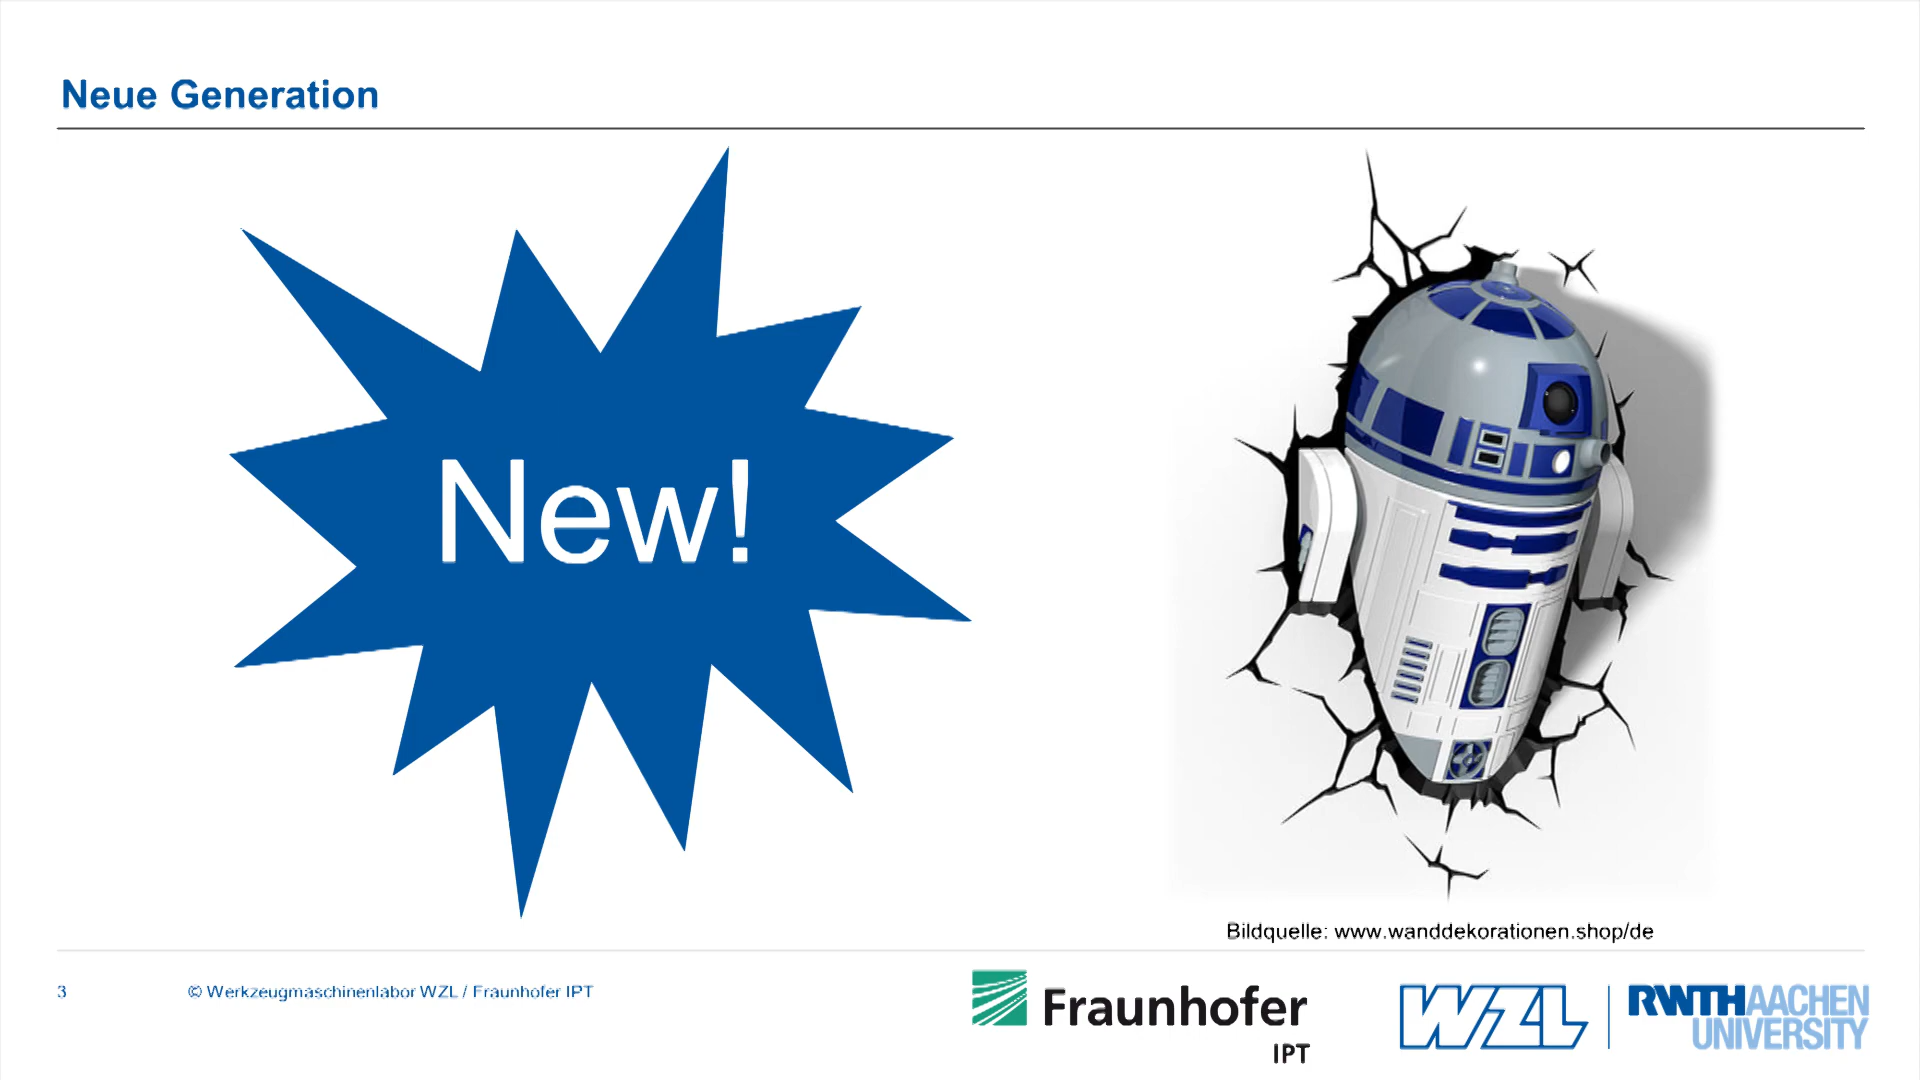 Neue Generation
New!
Bildquelle: www.wanddekorationen.shop/de
3
© Werkzeugmaschinenlabor WZL / Fraunhofer IPT
Fraunhofer
IPT
WZL
RWTH AACHEN
UNIVERSITY